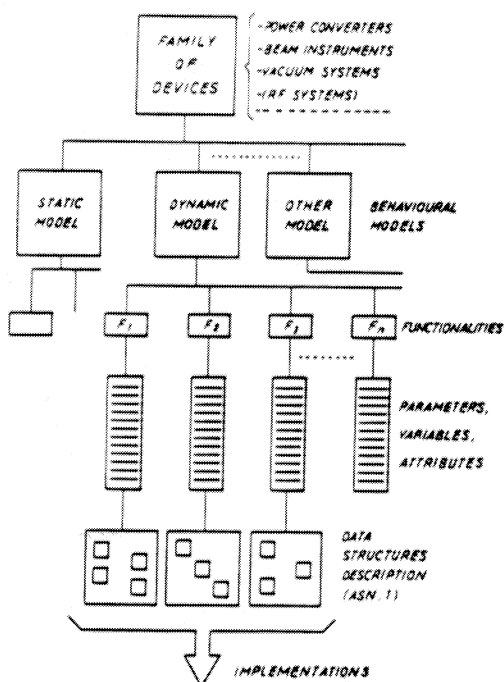 FAMILY
OF
DEVICES
-POWER CONVERTERS
-BEAM INSTRUMENTS
-VACUUM SYSTEMS
-(RF SYSTEMS)
STATIC
MODEL
DYNAMIC
MODEL
OTHER
MODEL
BEHAVIOURAL
MODELS
F1
F2
F3
Fn
FUNCTIONALITIES
PARAMETERS,
VARIABLES,
ATTRIBUTES
DATA
STRUCTURES
DESCRIPTION
(ASN.1)
IMPLEMENTATIONS